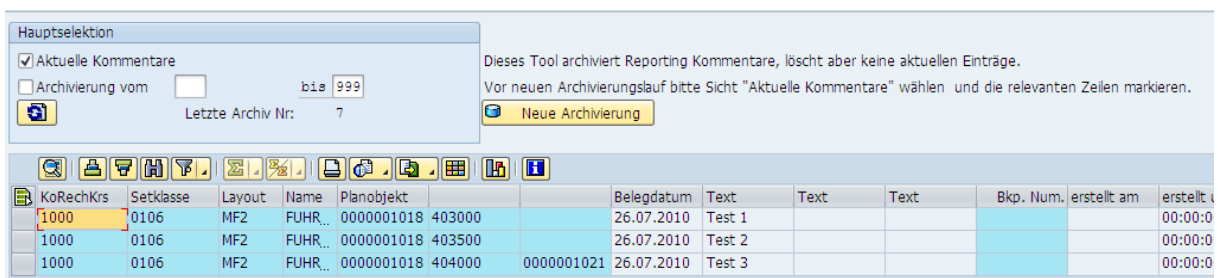 Hauptselektion
Aktuelle Kommentare
Dieses Tool archiviert Reporting Kommentare, löscht aber keine aktuellen Einträge.
Archivierung vom bis 999
Vor neuen Archivierungslauf bitte Sicht "Aktuelle Kommentare" wählen und die relevanten Zeilen markieren.
Letzte Archiv Nr: 7
Neue Archivierung
KoRechKrs Setklasse Layout Name Planobjekt Belegdatum Text Text Text Bkp. Num. erstellt am erstellt u
1000 0106 MF2 FUHR... 0000001018 403000 26.07.2010 Test 1 00:00:0
1000 0106 MF2 FUHR... 0000001018 403500 26.07.2010 Test 2 00:00:0
1000 0106 MF2 FUHR... 0000001018 404000 0000001021 26.07.2010 Test 3 00:00:0